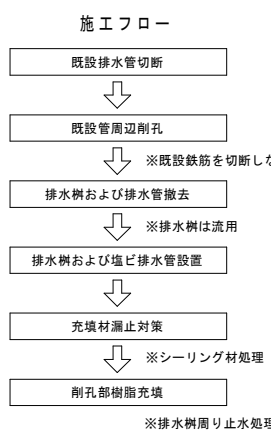 施工フロー
既設排水管切断
既設管周辺削孔
※既設鉄筋を切断しな
排水桝および排水管撤去
※排水桝は流用
排水桝および塩ビ排水管設置
充填材漏止対策
※シーリング材処理
削孔部樹脂充填
※排水桝周り止水処理